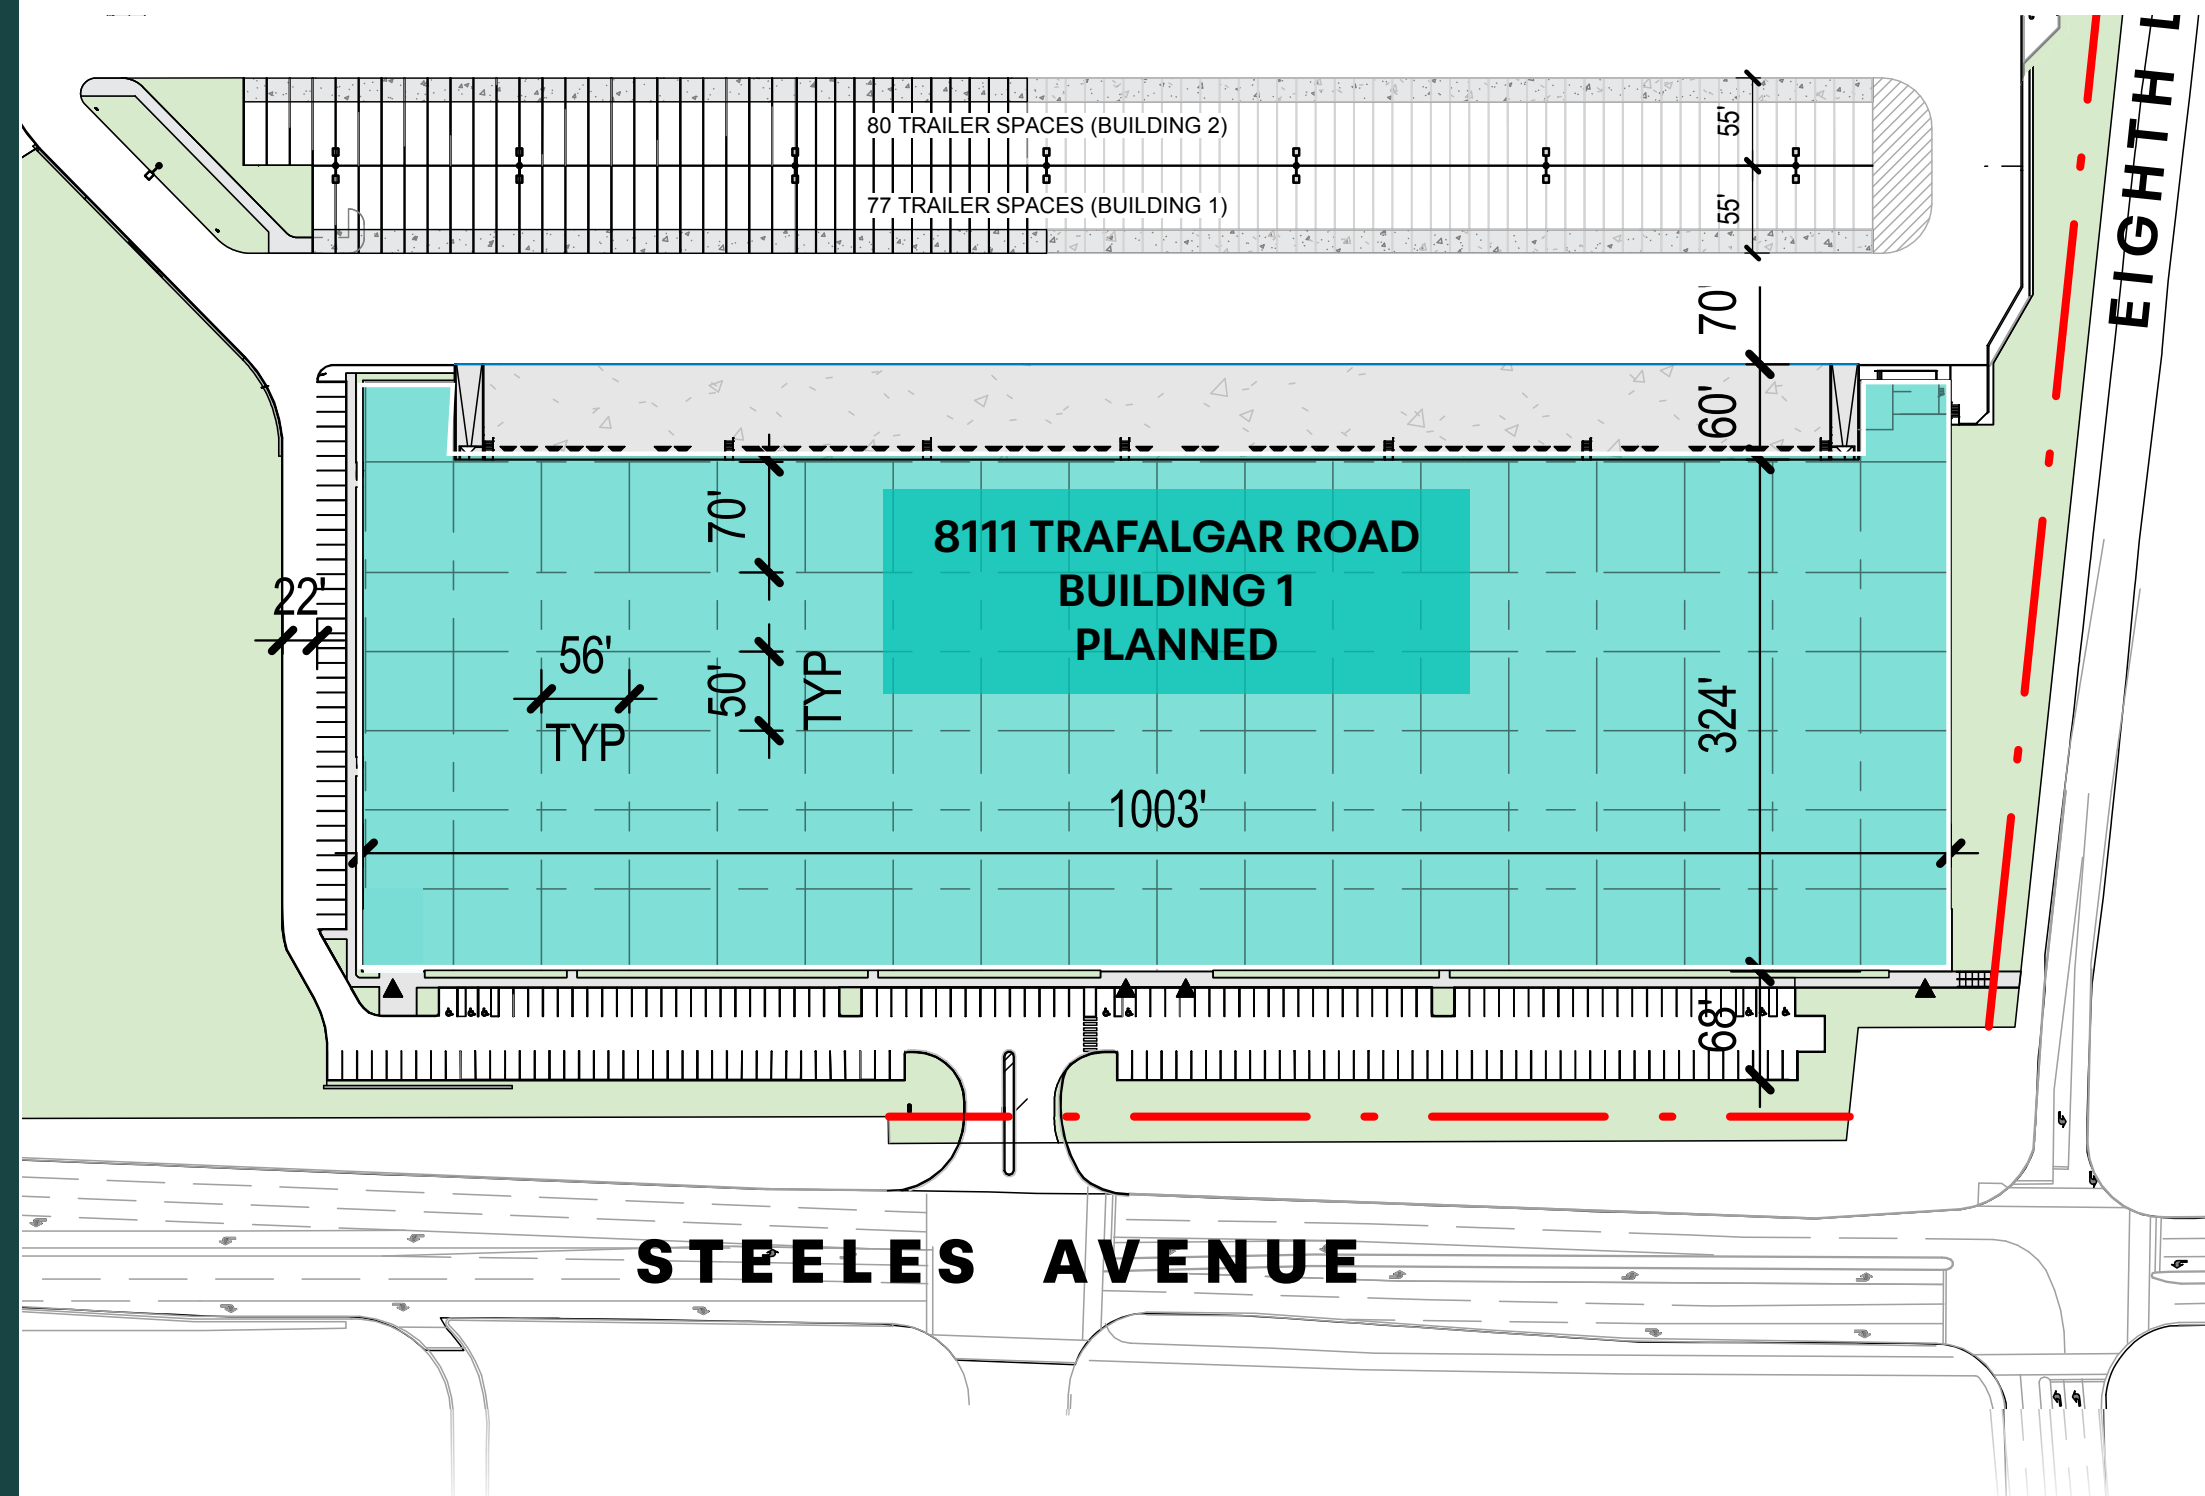 80 TRAILER SPACES (BUILDING 2)
55'
77 TRAILER SPACES (BUILDING 1)
55'
EIGHTH L
70'
60'
70'
8111 TRAFALGAR ROAD
BUILDING 1
PLANNED
22'
56'
TYP
50'
TYP
324'
1003'
68'
STEELES AVENUE